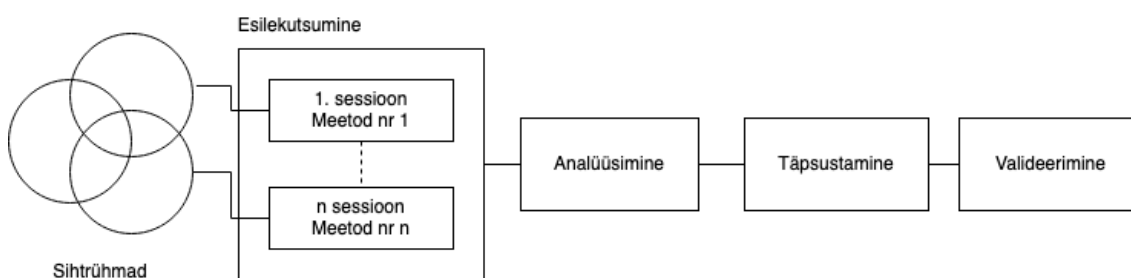 Esilekutsumine
1. sessioon
Meetod nr 1
n sessioon
Meetod nr n
Sihtrühmad
Analüüsimine
Täpsustamine
Valideerimine